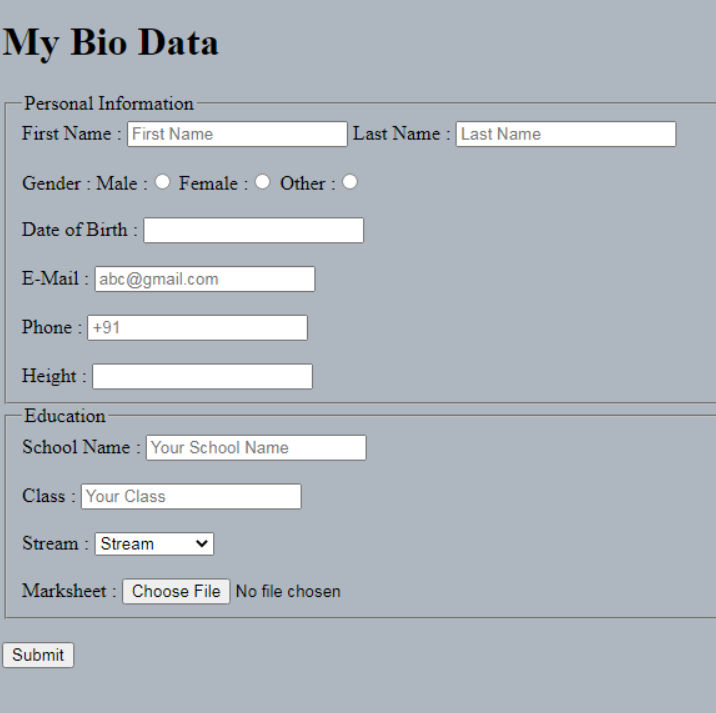 My Bio Data
Personal Information
First Name : First Name Last Name : Last Name
Gender : Male : Female : Other :
Date of Birth :
E-Mail : abc@gmail.com
Phone : +91
Height :
Education
School Name : Your School Name
Class : Your Class
Stream : Stream
Marksheet : Choose File No file chosen
Submit